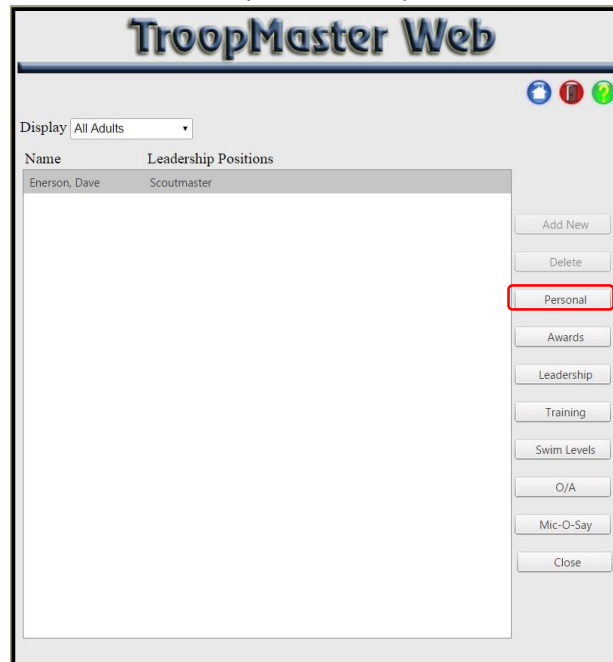 TroopMaster Web
Display All Adults
Name Leadership Positions
Enerson, Dave Scoutmaster
Add New
Delete
Personal
Awards
Leadership
Training
Swim Levels
O/A
Mic-O-Say
Close